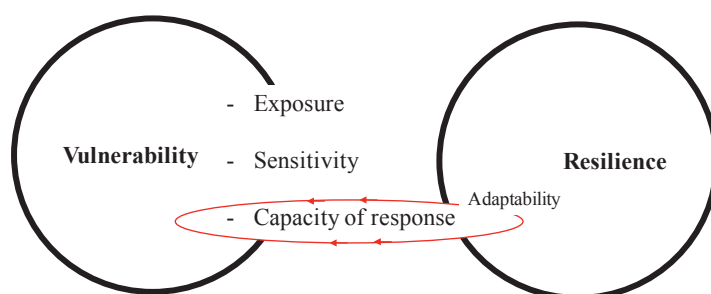 - Exposure
Vulnerability - Sensitivity Resilience
Adaptability
- Capacity of response